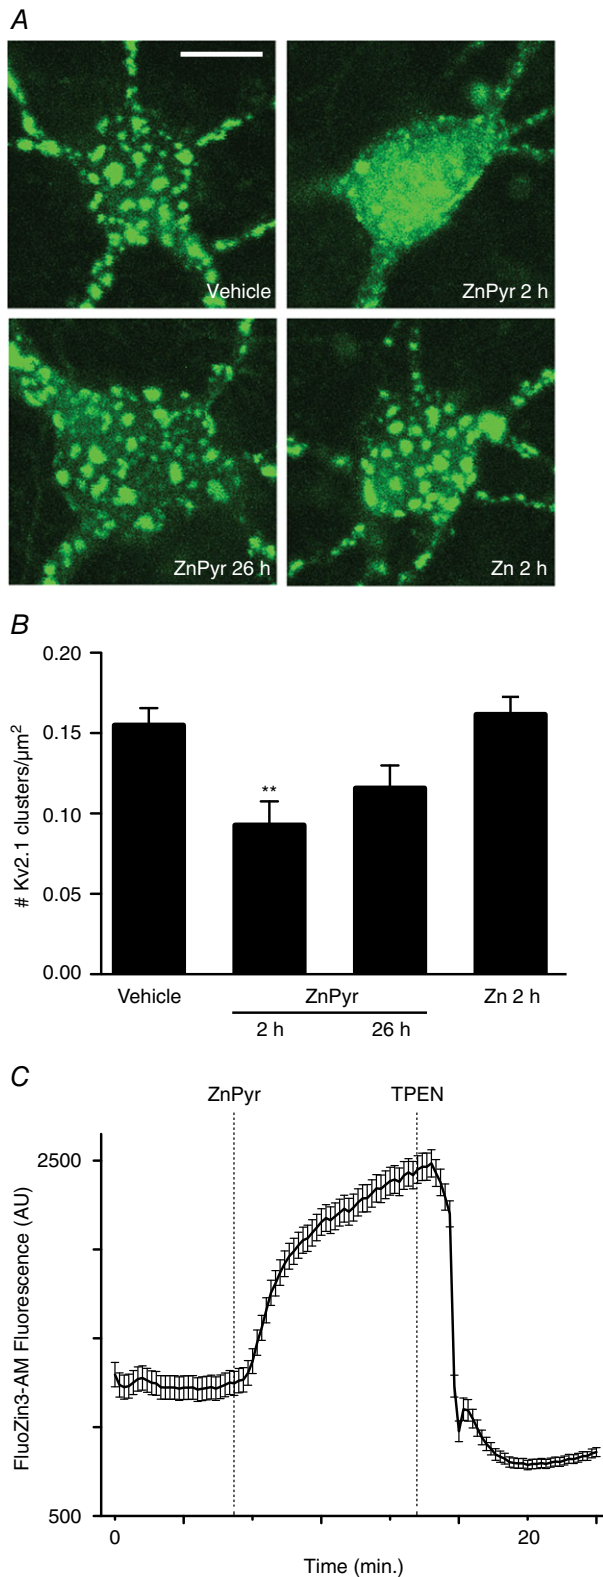 A
Vehicle
ZnPyr 2 h
ZnPyr 26 h
Zn 2 h
B
# Kv2.1 clusters/µm²
0.20
0.15
0.10
0.05
0.00
**
Vehicle
ZnPyr
Zn 2 h
2 h
26 h
C
ZnPyr
TPEN
FluoZin3-AM Fluorescence (AU)
2500
500
0
20
Time (min.)